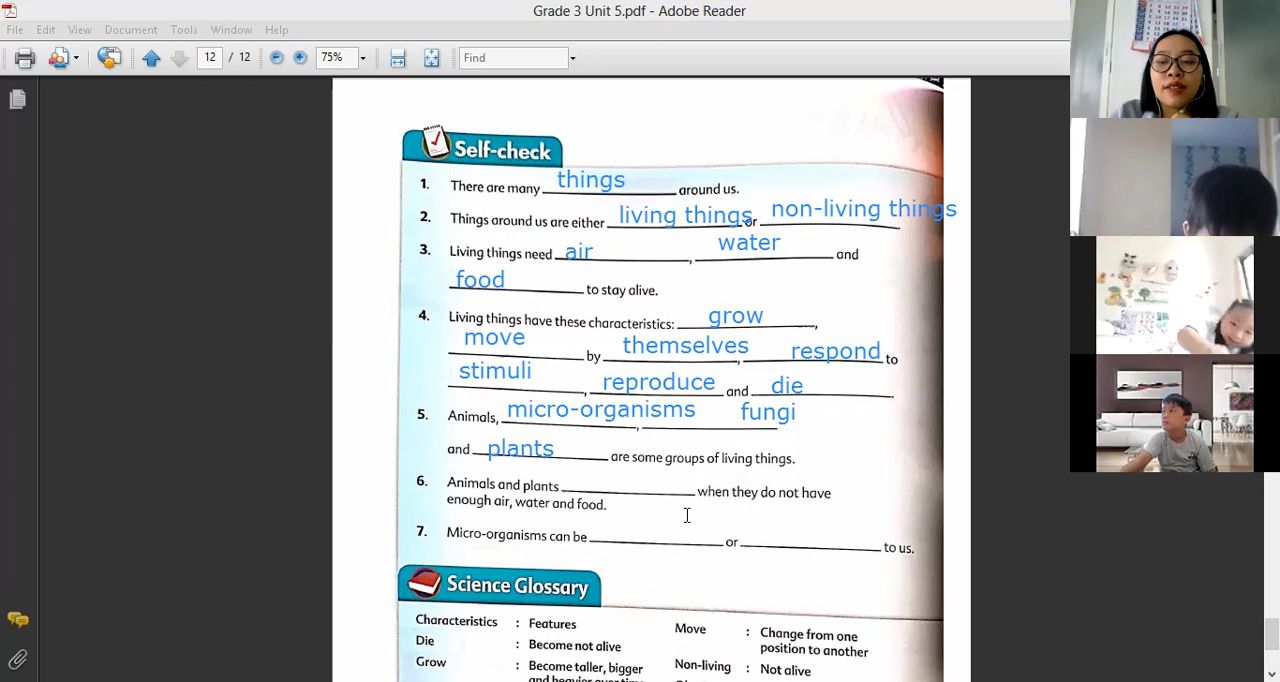 Grade 3 Unit 5.pdf - Adobe Reader
File Edit View Document Tools Window Help
12 / 12 75% Find
Self-check
1. There are many things around us.
2. Things around us are either living things or non-living things
3. Living things need air, water and
food to stay alive.
4. Living things have these characteristics: grow,
move by themselves, respond to
stimuli, reproduce and die.
5. Animals, micro-organisms, fungi
and plants are some groups of living things.
6. Animals and plants when they do not have
enough air, water and food.
7. Micro-organisms can be or to us.
Science Glossary
Characteristics : Features
Die : Become not alive
Grow : Become taller, bigger
Move : Change from one
position to another
Non-living : Not alive